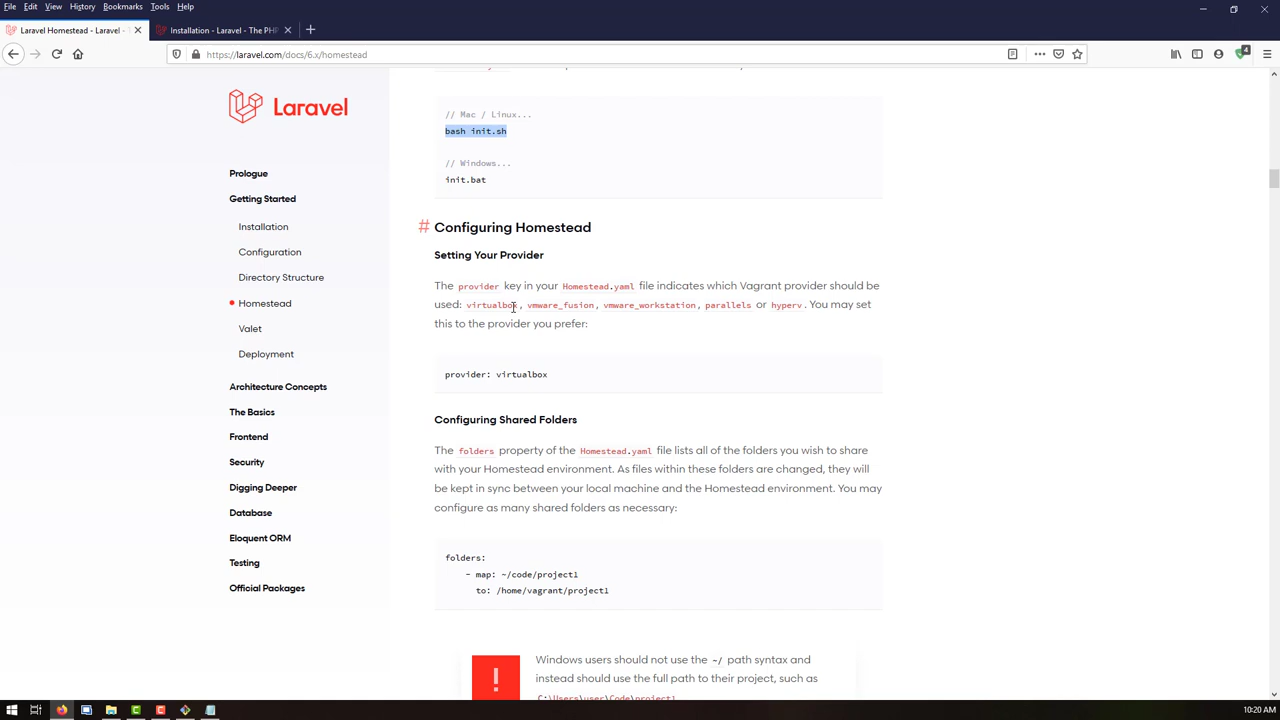 File Edit View History Bookmarks Tools Help
Laravel Homestead - Laravel - T
Installation - Laravel - The PHP
https://laravel.com/docs/6.x/homestead
4
Laravel
Prologue
Getting Started
Installation
Configuration
Directory Structure
Homestead
Valet
Deployment
Architecture Concepts
The Basics
Frontend
Security
Digging Deeper
Database
Eloquent ORM
Testing
Official Packages
// Mac / Linux...
bash init.sh
// Windows...
init.bat
# Configuring Homestead
Setting Your Provider
The provider key in your Homestead.yaml file indicates which Vagrant provider should be
used: virtualbox, vmware_fusion, vmware_workstation, parallels or hyperv. You may set
this to the provider you prefer:
provider: virtualbox
Configuring Shared Folders
The folders property of the Homestead.yaml file lists all of the folders you wish to share
with your Homestead environment. As files within these folders are changed, they will
be kept in sync between your local machine and the Homestead environment. You may
configure as many shared folders as necessary:
folders:
- map: ~/code/project1
to: /home/vagrant/project1
!
Windows users should not use the ~/ path syntax and
instead should use the full path to their project, such as
C:\Users\user\Code\project1
10:20 AM